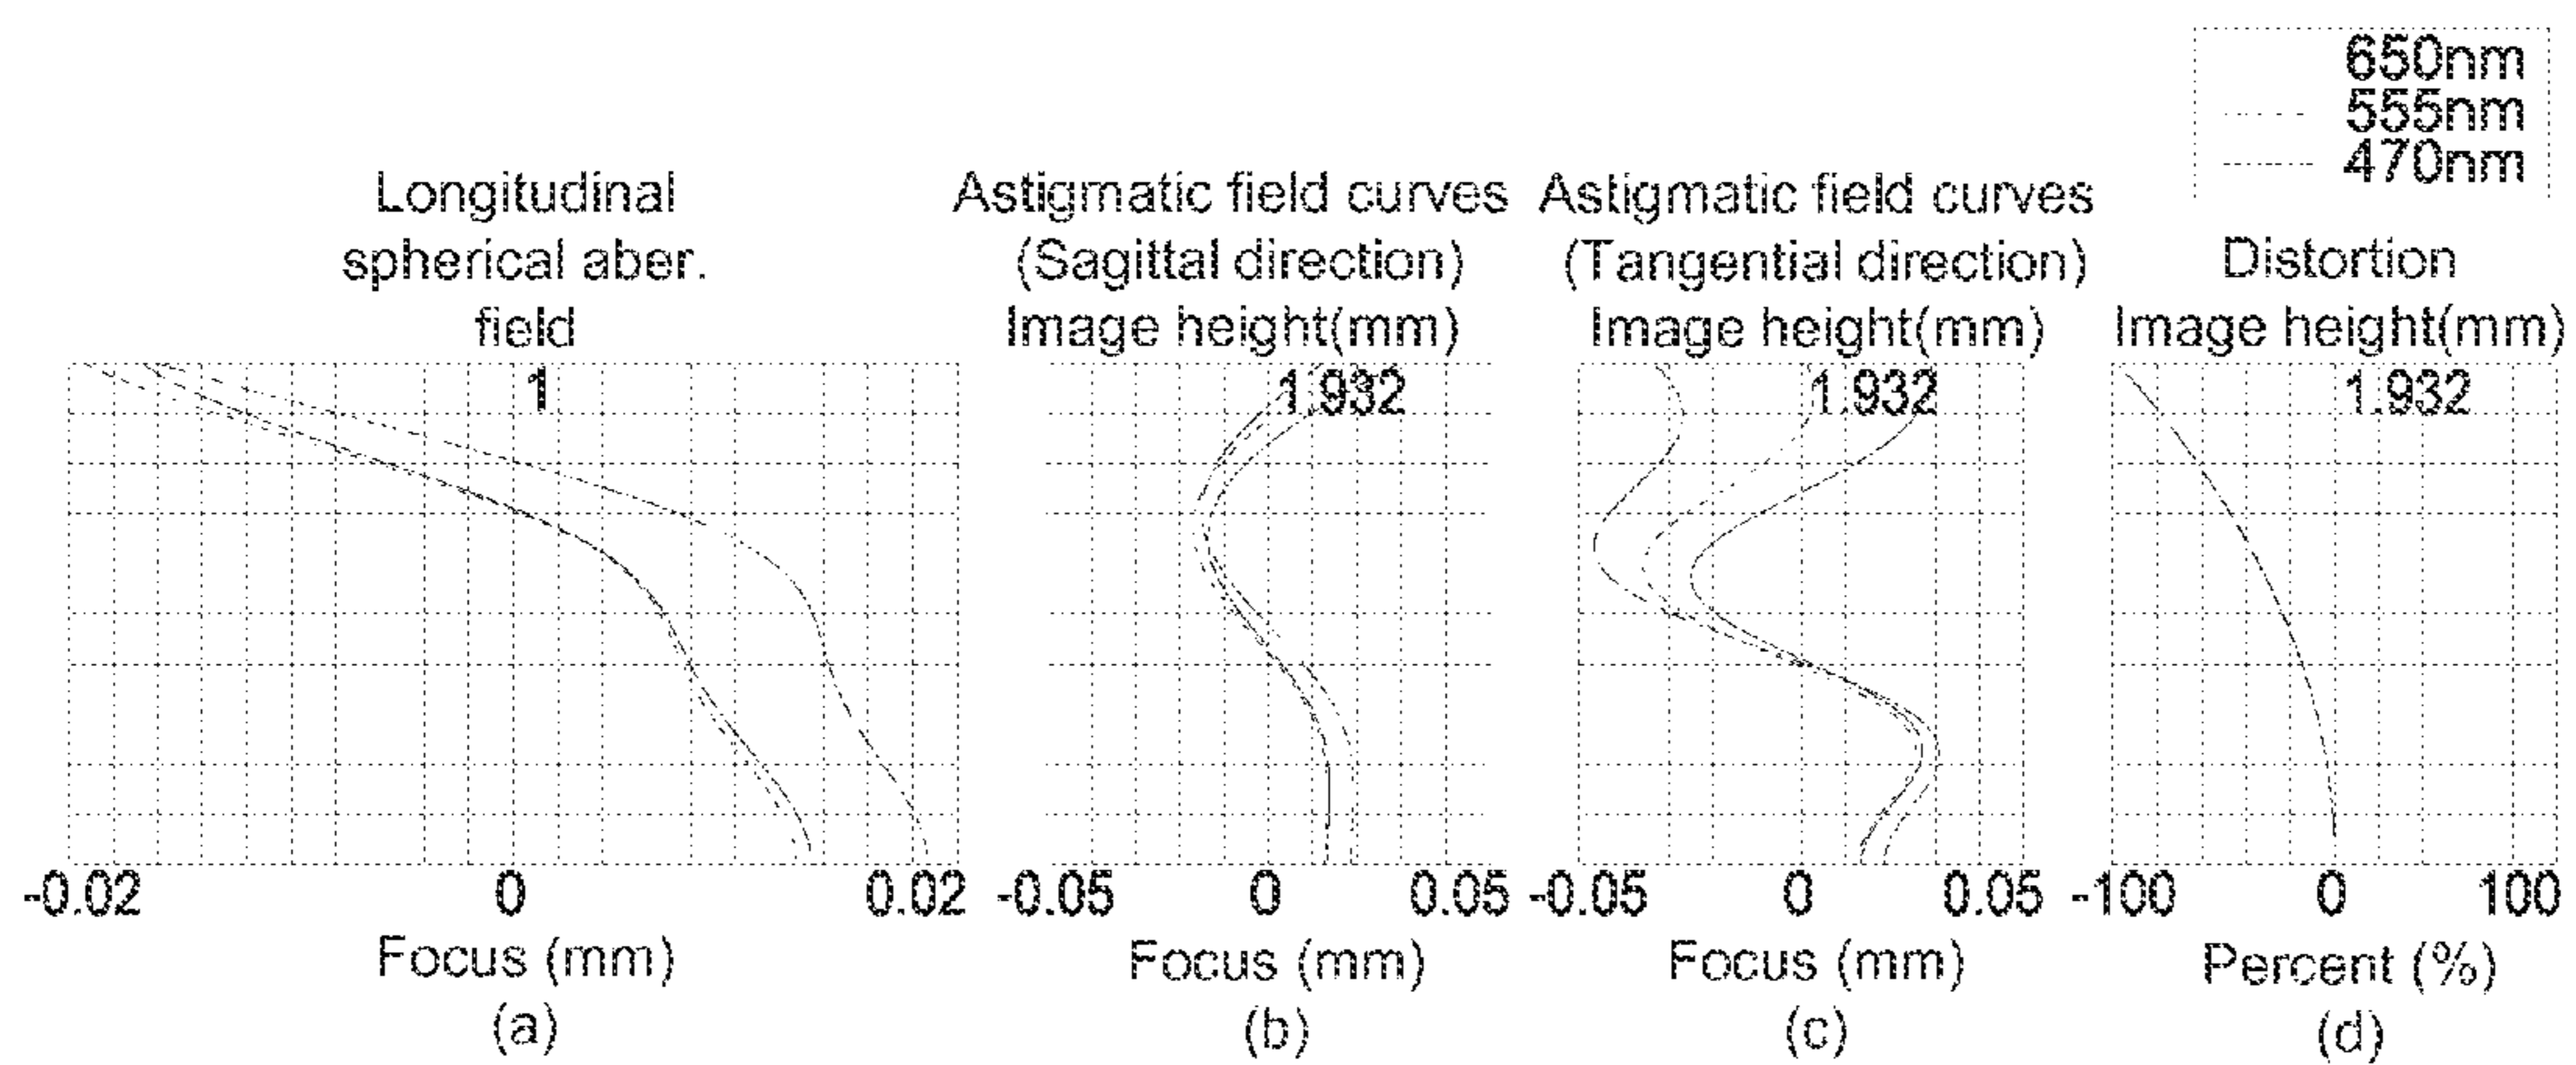 650nm
555nm
470nm
Longitudinal
spherical aber.
field
1
-0.02 0 0.02
Focus (mm)
(a)
Astigmatic field curves
(Sagittal direction)
Image height(mm)
1.932
-0.05 0 0.05
Focus (mm)
(b)
Astigmatic field curves
(Tangential direction)
Image height(mm)
1.932
-0.05 0 0.05
Focus (mm)
(c)
Distortion
Image height(mm)
1.932
-100 0 100
Percent (%)
(d)